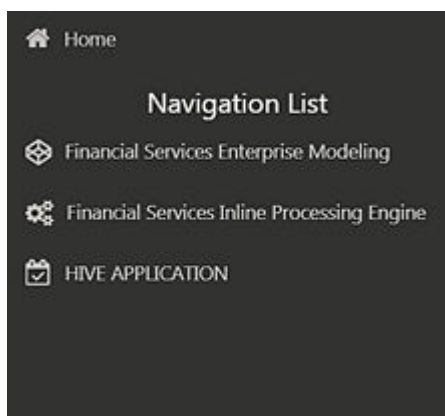 Home
Navigation List
Financial Services Enterprise Modeling
Financial Services Inline Processing Engine
HIVE APPLICATION